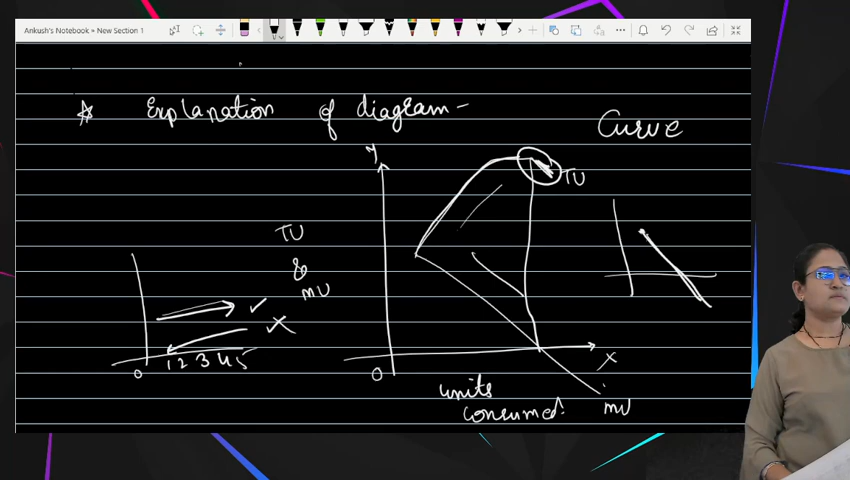 Ankush's Notebook > New Section 1
☆ Explanation of diagram -
Curve
Y
TU
TU
&
MU
0
1 2 3 4 5
0
X
units
consumed.
MU